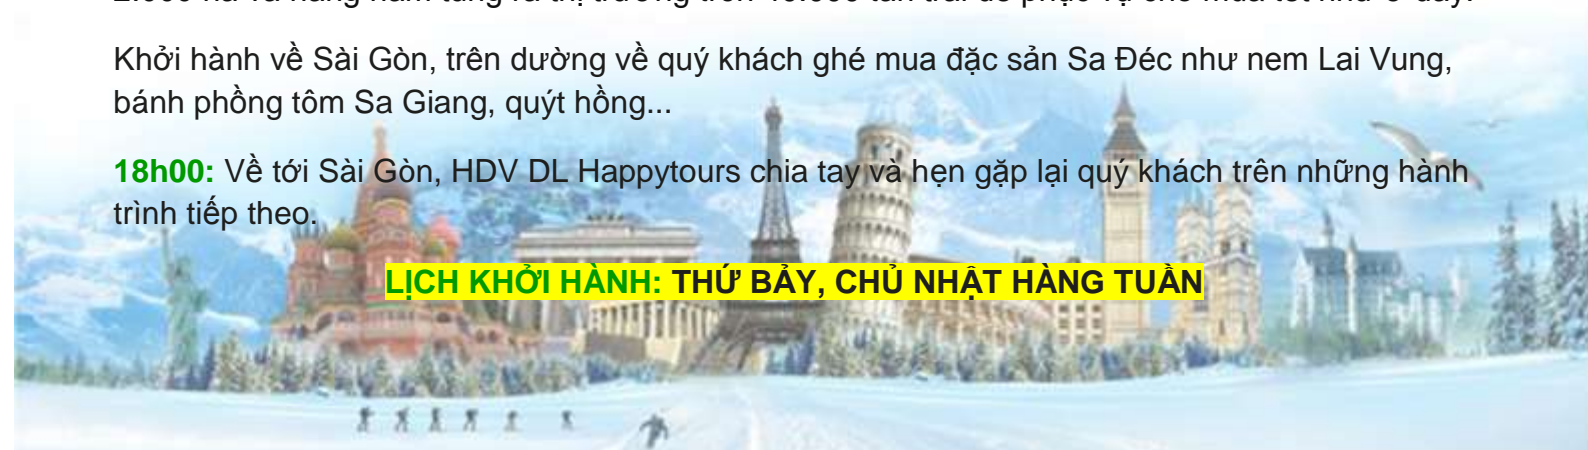 Khởi hành về Sài Gòn, trên đường về quý khách ghé mua đặc sản Sa Đéc như nem Lai Vung,
bánh phồng tôm Sa Giang, quýt hồng...
18h00: Về tới Sài Gòn, HDV DL Happytours chia tay và hẹn gặp lại quý khách trên những hành
trình tiếp theo.
LỊCH KHỞI HÀNH: THỨ BẢY, CHỦ NHẬT HÀNG TUẦN